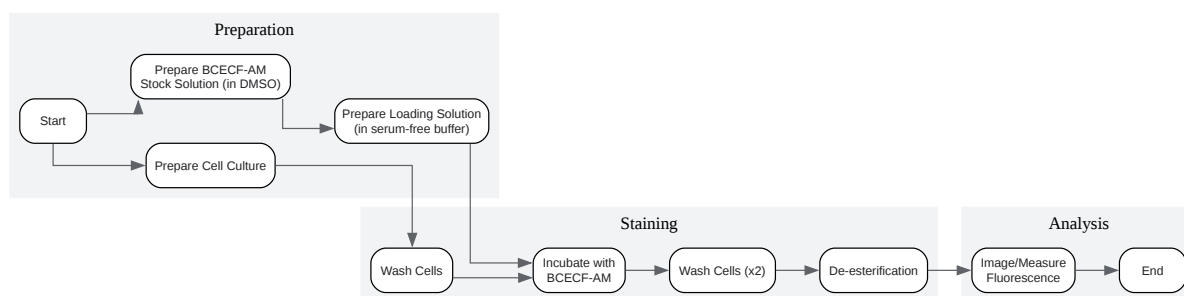 Preparation
Prepare BCECF-AM
Stock Solution (in DMSO)
Start
Prepare Loading Solution
(in serum-free buffer)
Prepare Cell Culture
Staining
Analysis
Wash Cells
Incubate with
BCECF-AM
Wash Cells (x2)
De-esterification
Image/Measure
Fluorescence
End